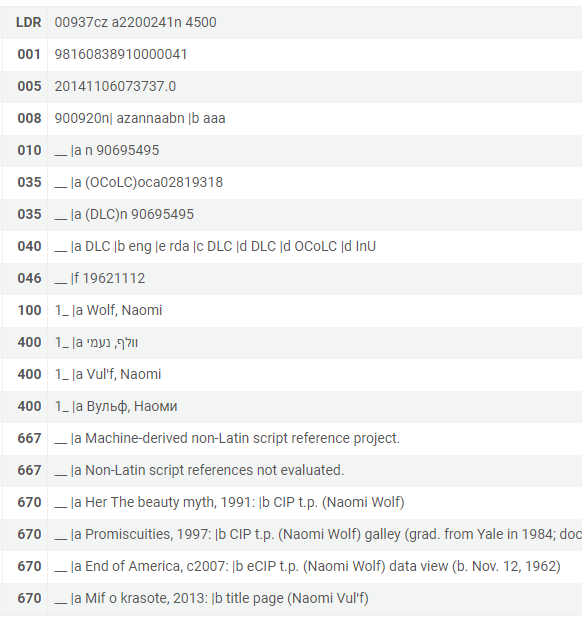 LDR 00937cz a2200241n 4500
001 98160838910000041
005 20141106073737.0
008 900920n| azannaabn |b aaa
010 __ |a n 90695495
035 __ |a (OCoLC)oca02819318
035 __ |a (DLC)n 90695495
040 __ |a DLC |b eng |e rda |c DLC |d DLC |d OCoLC |d InU
046 __ |f 19621112
100 1_ |a Wolf, Naomi
400 1_ |a וולף, נעמי
400 1_ |a Vul'f, Naomi
400 1_ |a Вульф, Наоми
667 __ |a Machine-derived non-Latin script reference project.
667 __ |a Non-Latin script references not evaluated.
670 __ |a Her The beauty myth, 1991: |b CIP t.p. (Naomi Wolf)
670 __ |a Promiscuities, 1997: |b CIP t.p. (Naomi Wolf) galley (grad. from Yale in 1984; doc
670 __ |a End of America, c2007: |b eCIP t.p. (Naomi Wolf) data view (b. Nov. 12, 1962)
670 __ |a Mif o krasote, 2013: |b title page (Naomi Vul'f)